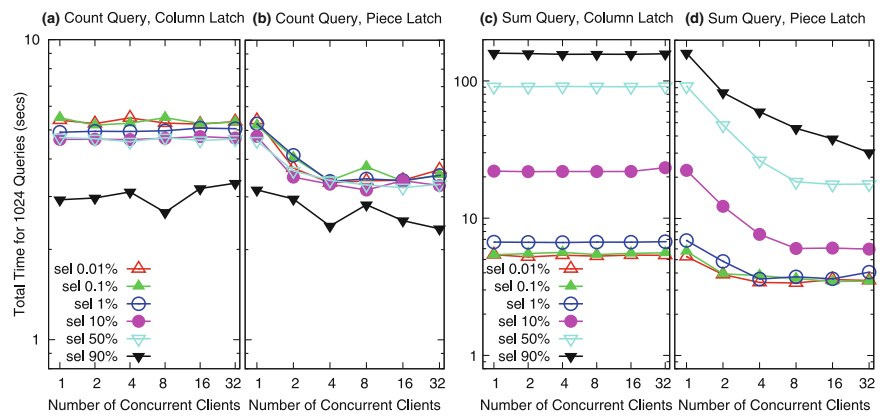 (a) Count Query, Column Latch
(b) Count Query, Piece Latch
(c) Sum Query, Column Latch
(d) Sum Query, Piece Latch
Total Time for 1024 Queries (secs)
10
1
sel 0.01%
sel 0.1%
sel 1%
sel 10%
sel 50%
sel 90%
1 2 4 8 16 32
1 2 4 8 16 32
Number of Concurrent Clients
Number of Concurrent Clients
100
10
1
sel 0.01%
sel 0.1%
sel 1%
sel 10%
sel 50%
sel 90%
1 2 4 8 16 32
1 2 4 8 16 32
Number of Concurrent Clients
Number of Concurrent Clients